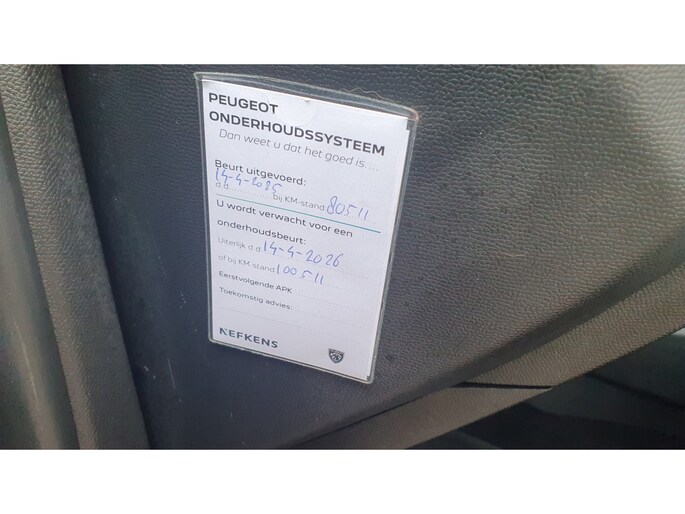 PEUGEOT
ONDERHOUDSSYSTEEM
Dan weet u dat het goed is....
Beurt uitgevoerd:
d.d. 14-4-2025 bij KM-stand 80511
U wordt verwacht voor een
onderhoudsbeurt:
Uiterlijk d.d. 14-4-2026
of bij KM-stand 100511
Eerstvolgende APK
Toekomstig advies:
NEFKENS